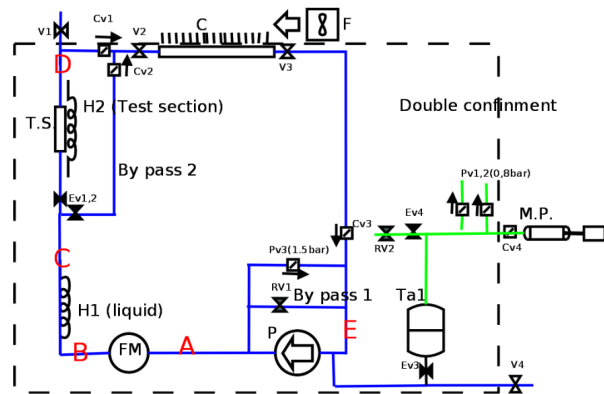 V1
Cv1
V2
C
F
D
Cv2
V3
H2 (Test section)
T.S.
Double confinment
By pass 2
Pv1,2(0,8bar)
Ev1,2
Ev4
M.P.
Cv3
RV2
Cv4
C
Pv3(1.5bar)
RV1
By pass 1
Ta1
H1 (liquid)
P
E
A
B
FM
Ev3
V4